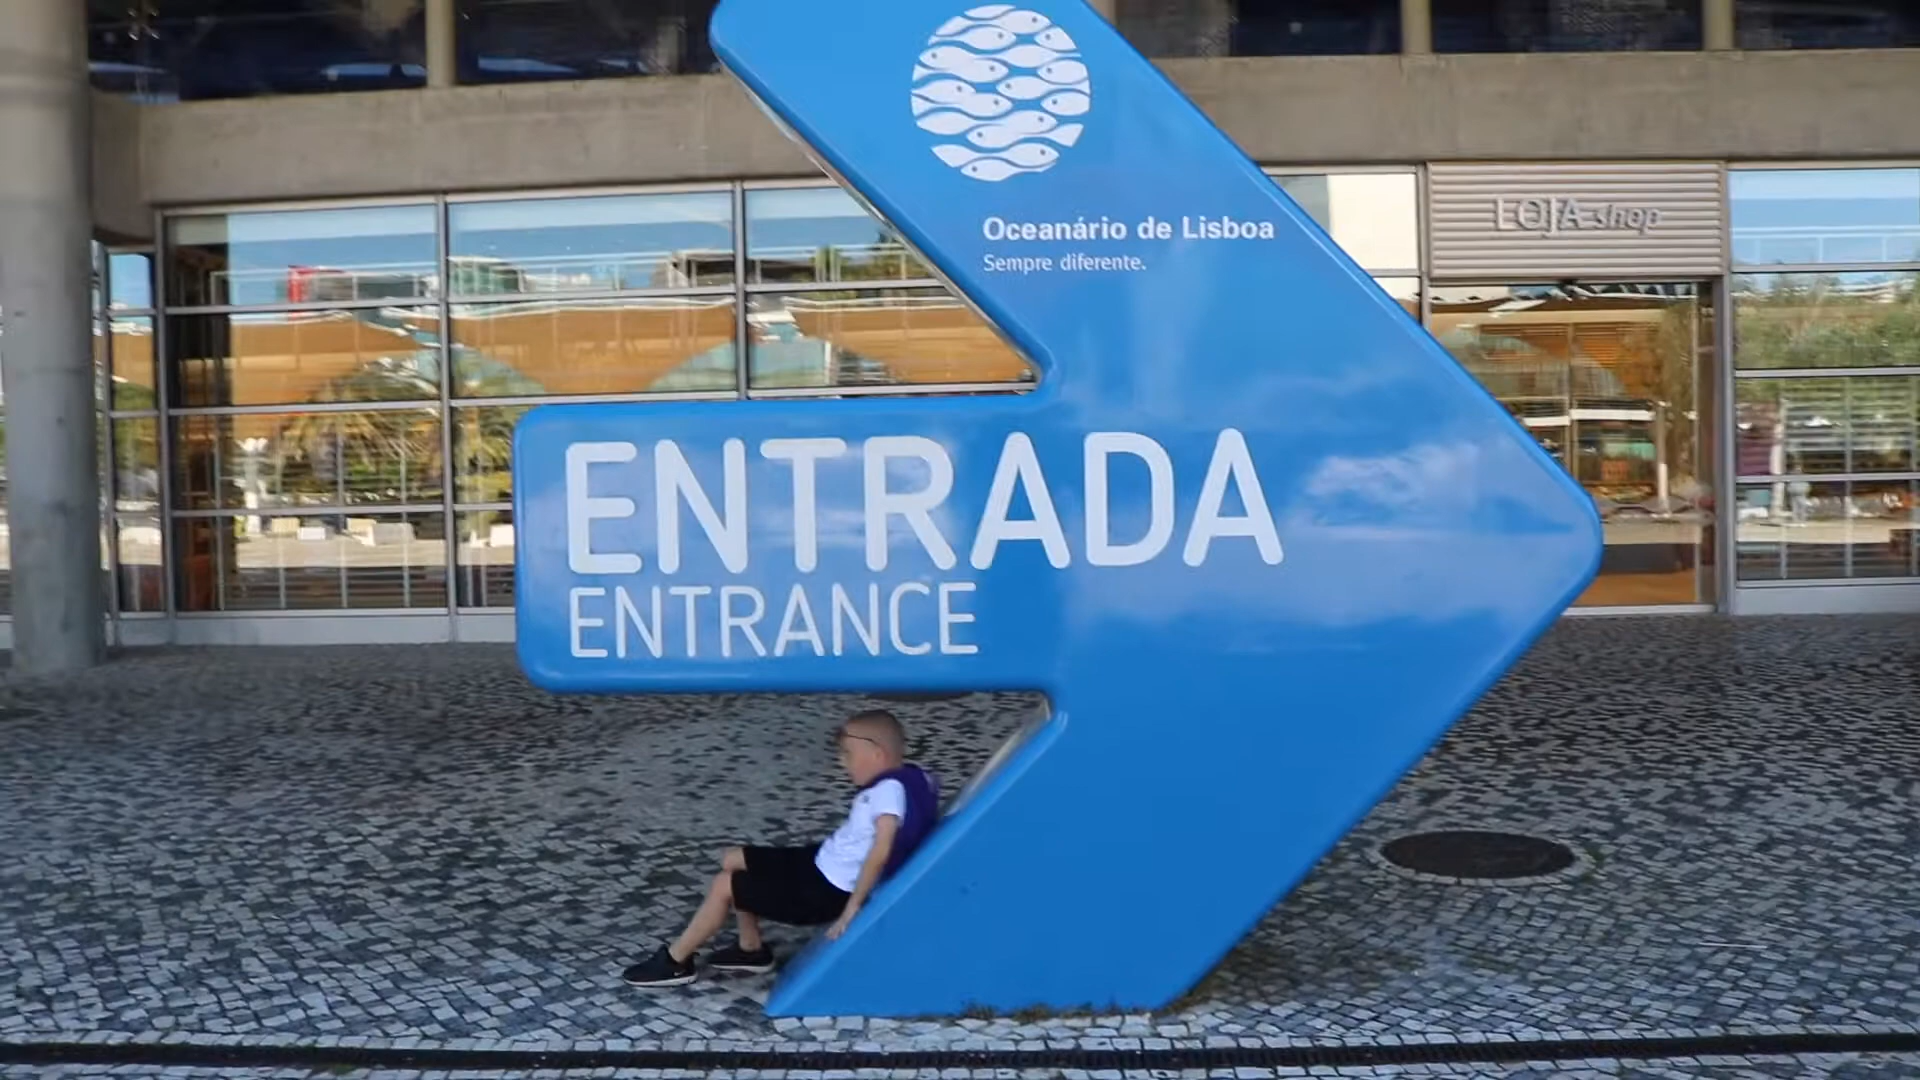 Oceanário de Lisboa
Sempre diferente.
LOJA shop
ENTRADA
ENTRANCE